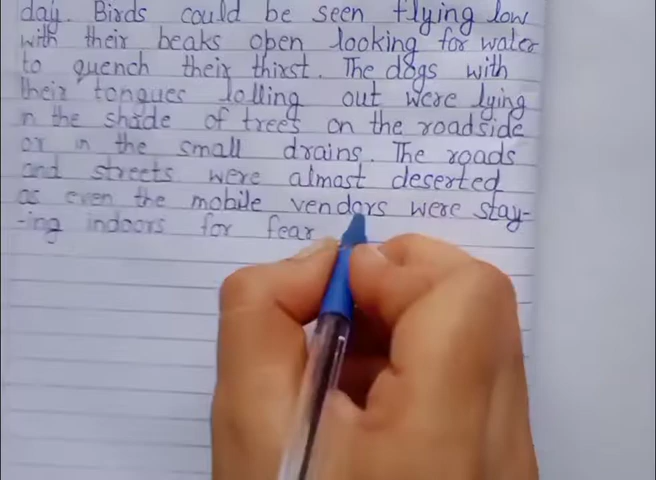 day. Birds could be seen flying low
with their beaks open looking for water
to quench their thirst. The dogs with
their tongues lolling out were lying
n the shade of trees on the roadside
or in the small drains. The roads
and streets were almost deserted
as even the mobile vendors were stay-
-ing indoors for fear